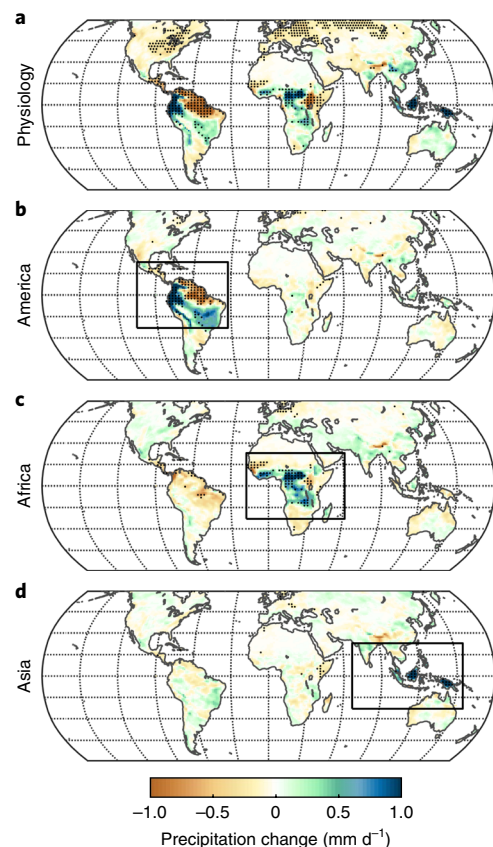 a
Physiology
b
America
c
Africa
d
Asia
−1.0 −0.5 0 0.5 1.0
Precipitation change (mm d⁻¹)